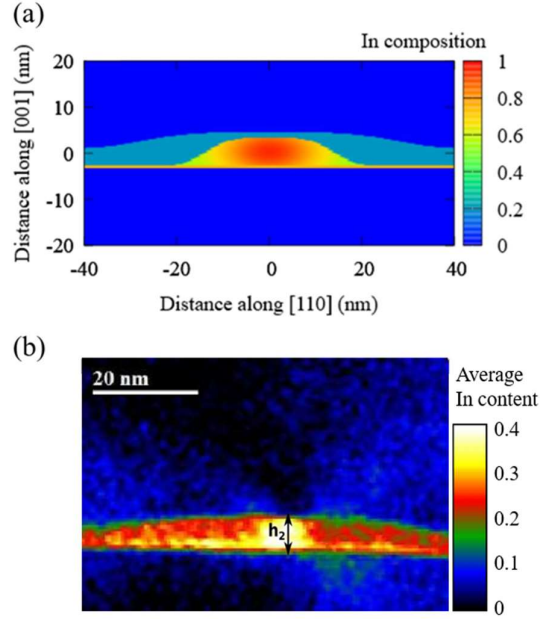 (a)
In composition
Distance along [001] (nm)
20
10
0
-10
-20
-40
-20
0
20
40
Distance along [110] (nm)
1
0.8
0.6
0.4
0.2
0
(b)
20 nm
h2
Average
In content
0.4
0.3
0.2
0.1
0